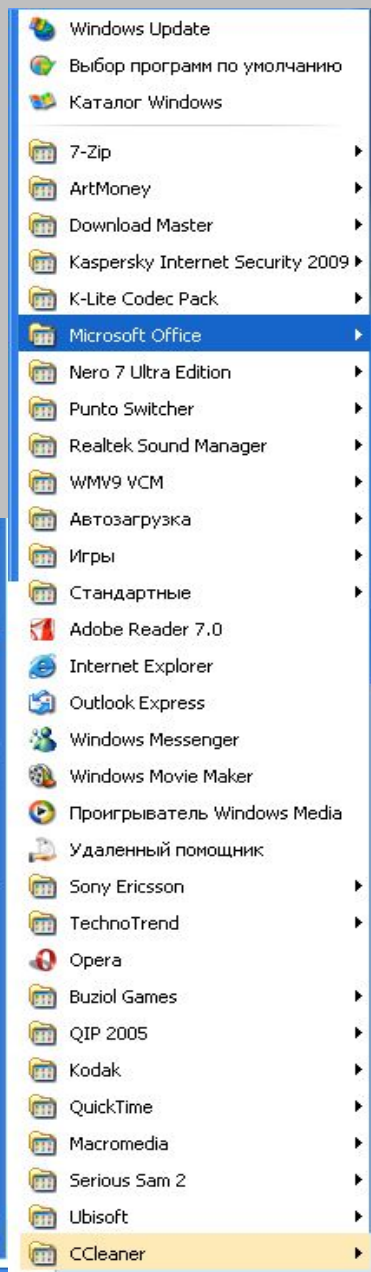 Windows Update
Выбор программ по умолчанию
Каталог Windows
7-Zip
ArtMoney
Download Master
Kaspersky Internet Security 2009
K-Lite Codec Pack
Microsoft Office
Nero 7 Ultra Edition
Punto Switcher
Realtek Sound Manager
WMV9 VCM
Автозагрузка
Игры
Стандартные
Adobe Reader 7.0
Internet Explorer
Outlook Express
Windows Messenger
Windows Movie Maker
Проигрыватель Windows Media
Удаленный помощник
Sony Ericsson
TechnoTrend
Opera
Buziol Games
QIP 2005
Kodak
QuickTime
Macromedia
Serious Sam 2
Ubisoft
CCleaner